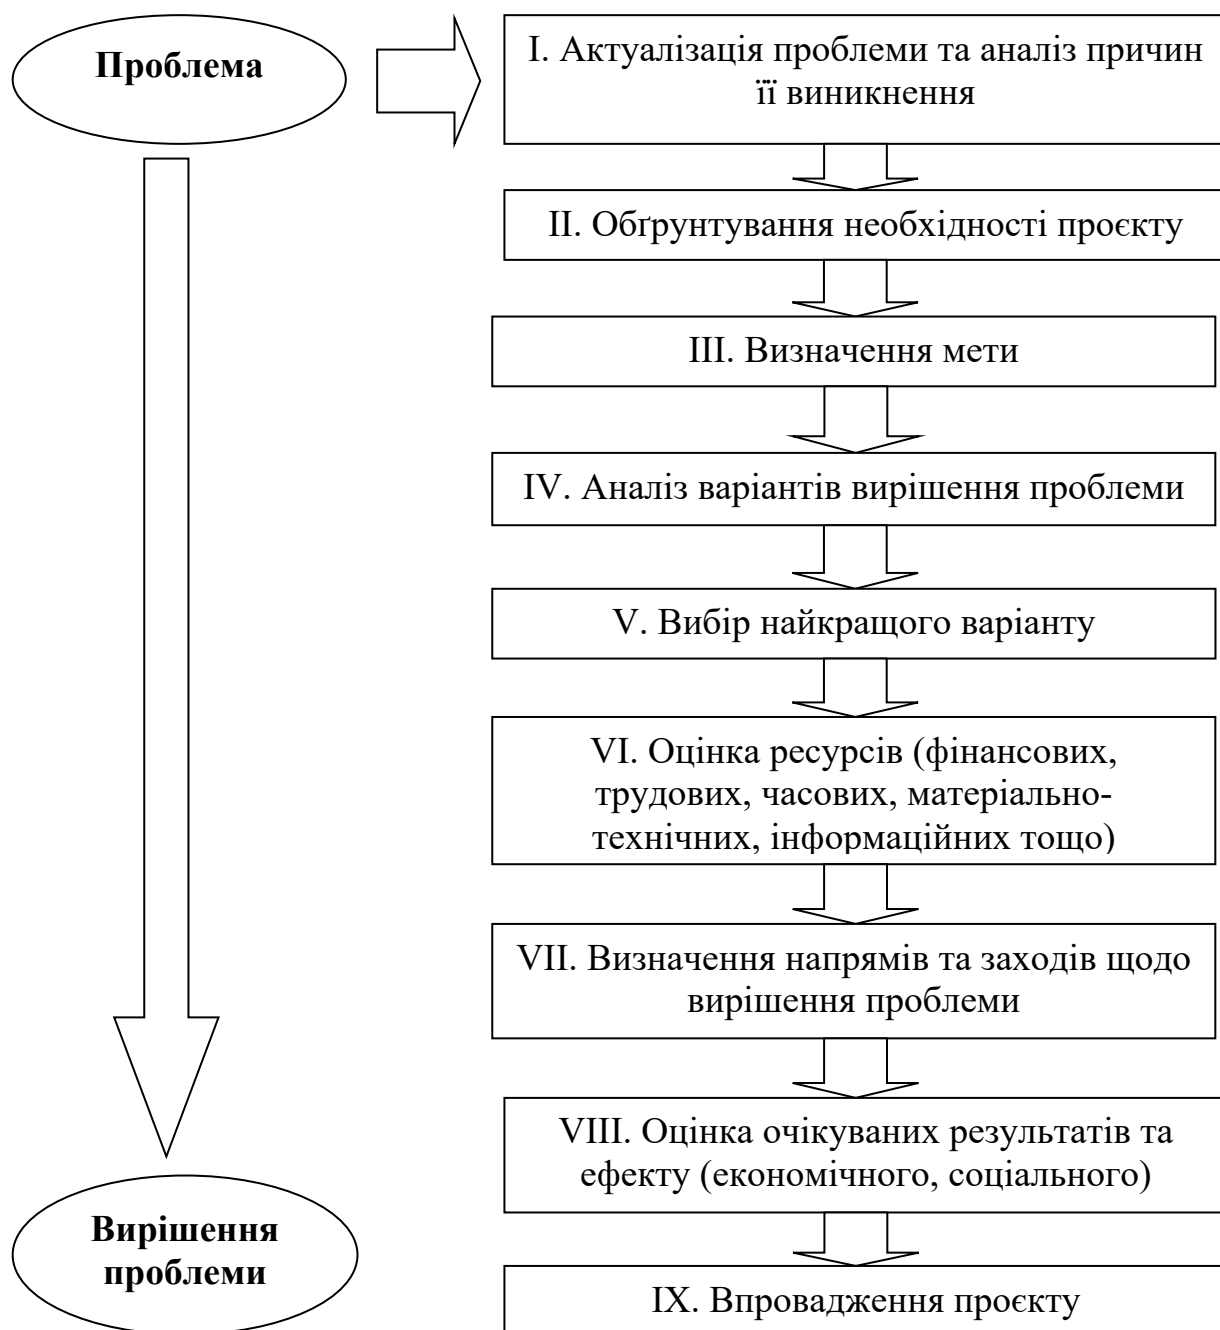 Проблема
І. Актуалізація проблеми та аналіз причин
її виникнення
ІІ. Обґрунтування необхідності проєкту
ІІІ. Визначення мети
IV. Аналіз варіантів вирішення проблеми
V. Вибір найкращого варіанту
VI. Оцінка ресурсів (фінансових,
трудових, часових, матеріально-
технічних, інформаційних тощо)
VII. Визначення напрямів та заходів щодо
вирішення проблеми
VIII. Оцінка очікуваних результатів та
ефекту (економічного, соціального)
Вирішення
проблеми
IX. Впровадження проєкту